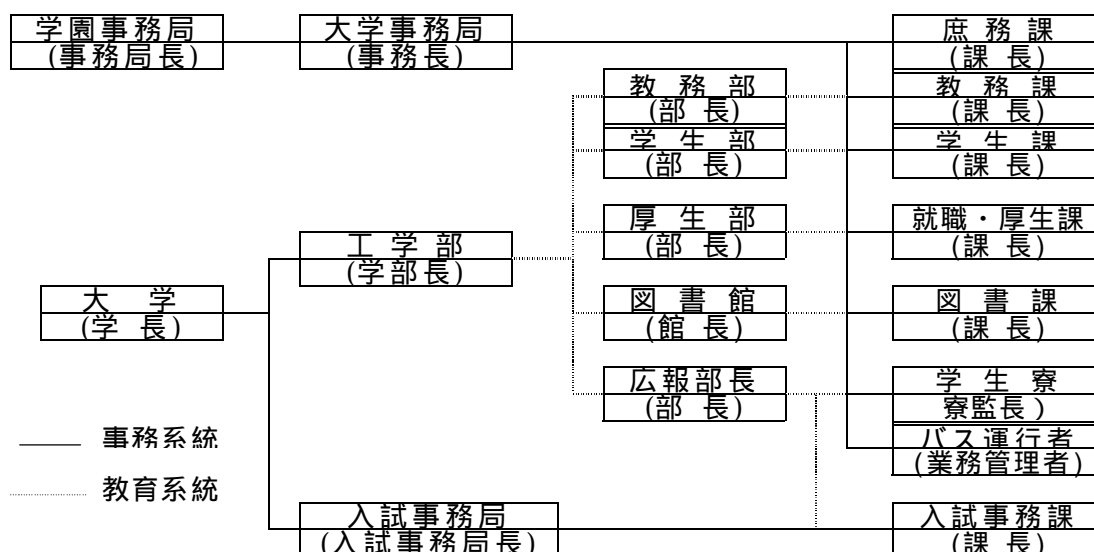 学園事務局
(事務局長)
大学事務局
(事務長)
庶務課
(課 長)
教務部
(部 長)
教務課
(課 長)
学生部
(部 長)
学生課
(課 長)
厚生部
(部 長)
就職・厚生課
(課 長)
工学部
(学部長)
大 学
(学 長)
図書館
(館 長)
図書課
(課 長)
広報部長
(部 長)
学生寮
寮監長)
バス運行者
(業務管理者)
事務系統
教育系統
入試事務局
(入試事務局長)
入試事務課
(課 長)